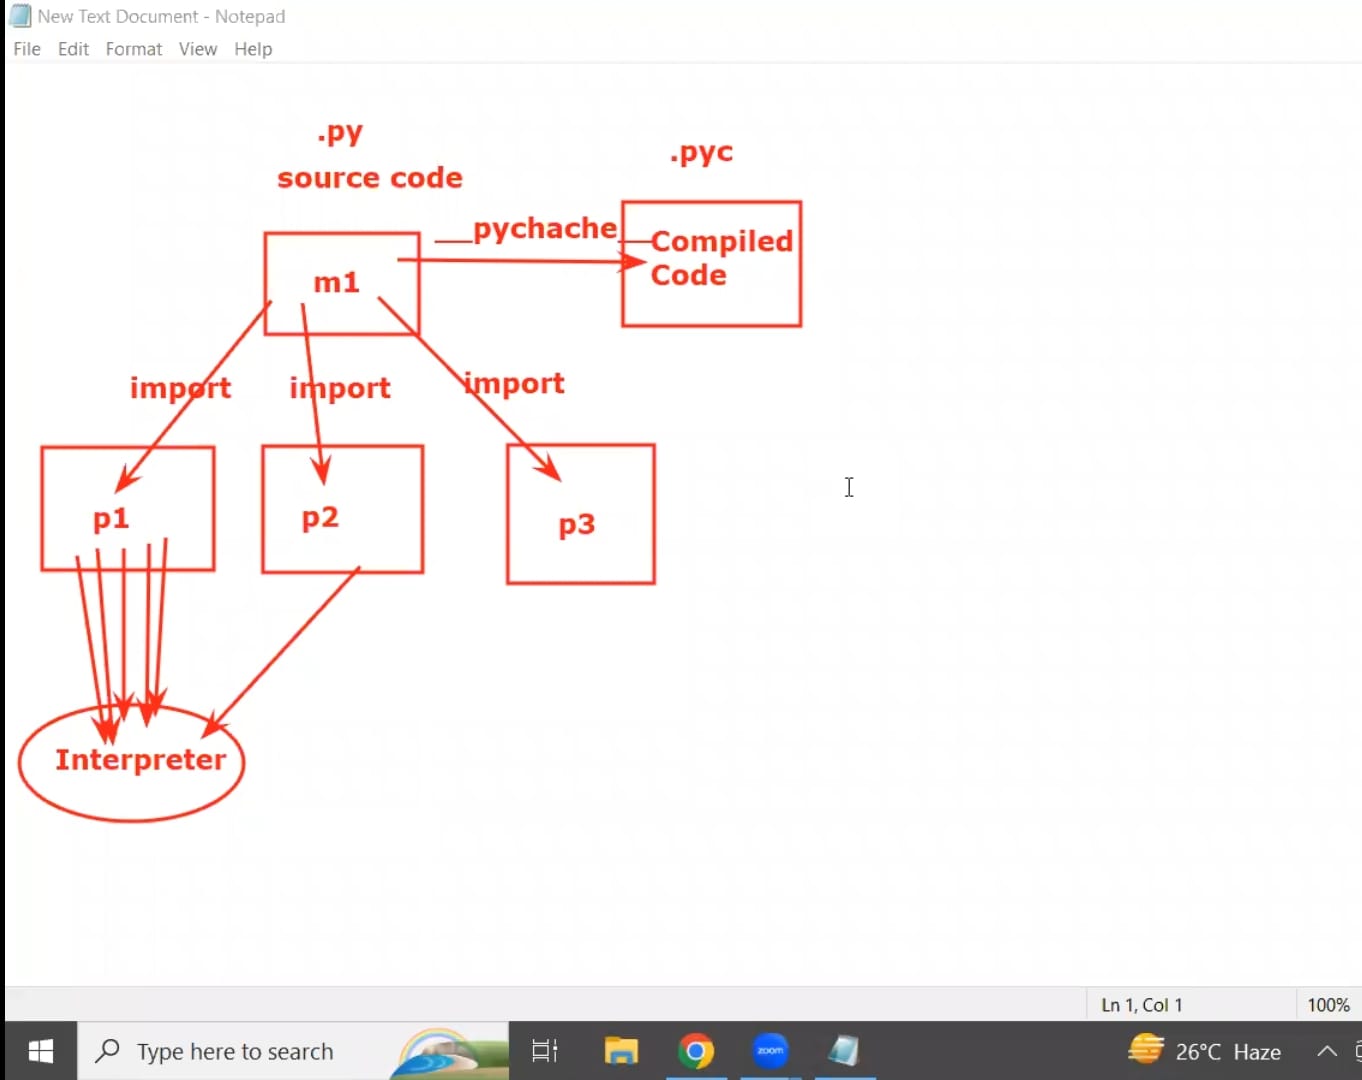 New Text Document - Notepad
File Edit Format View Help
.py
source code
.pyc
__pychache__
Compiled
Code
m1
import import import
p1 p2 p3
Interpreter
Ln 1, Col 1 100%
Type here to search
zoom
26°C Haze